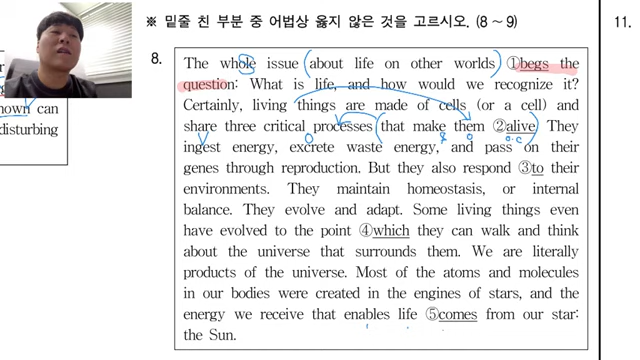 ※ 밑줄 친 부분 중 어법상 옳지 않은 것을 고르시오. (8 ~ 9)
11.
8.
The whole issue about life on other worlds ①begs the
question: What is life, and how would we recognize it?
Certainly, living things are made of cells (or a cell) and
share three critical processes that make them ②alive. They
ingest energy, excrete waste energy, and pass on their
genes through reproduction. But they also respond ③to their
environments. They maintain homeostasis, or internal
balance. They evolve and adapt. Some living things even
have evolved to the point ④which they can walk and think
about the universe that surrounds them. We are literally
products of the universe. Most of the atoms and molecules
in our bodies were created in the engines of stars, and the
energy we receive that enables life ⑤comes from our star:
the Sun.
can
disturbing
V
O
o
o.c